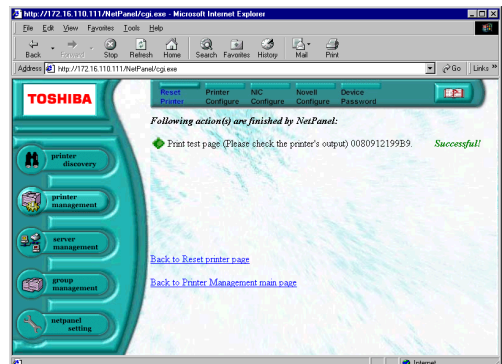 http://172.16.110.111/NetPanel/cgi.exe - Microsoft Internet Explorer
File Edit View Favorites Tools Help
Back Forward Stop Refresh Home Search Favorites History Mail Print
Address http://172.16.110.111/NetPanel/cgi.exe Go Links »
TOSHIBA
Reset Printer
Printer Configure
NIC Configure
Novell Configure
Device Password
Following action(s) are finished by NetPanel:
Print test page (Please check the printer's output) 0080912199B9. Successful!
printer discovery
printer management
server management
group management
netpanel setting
Back to Reset printer page
Back to Printer Management main page
Internet